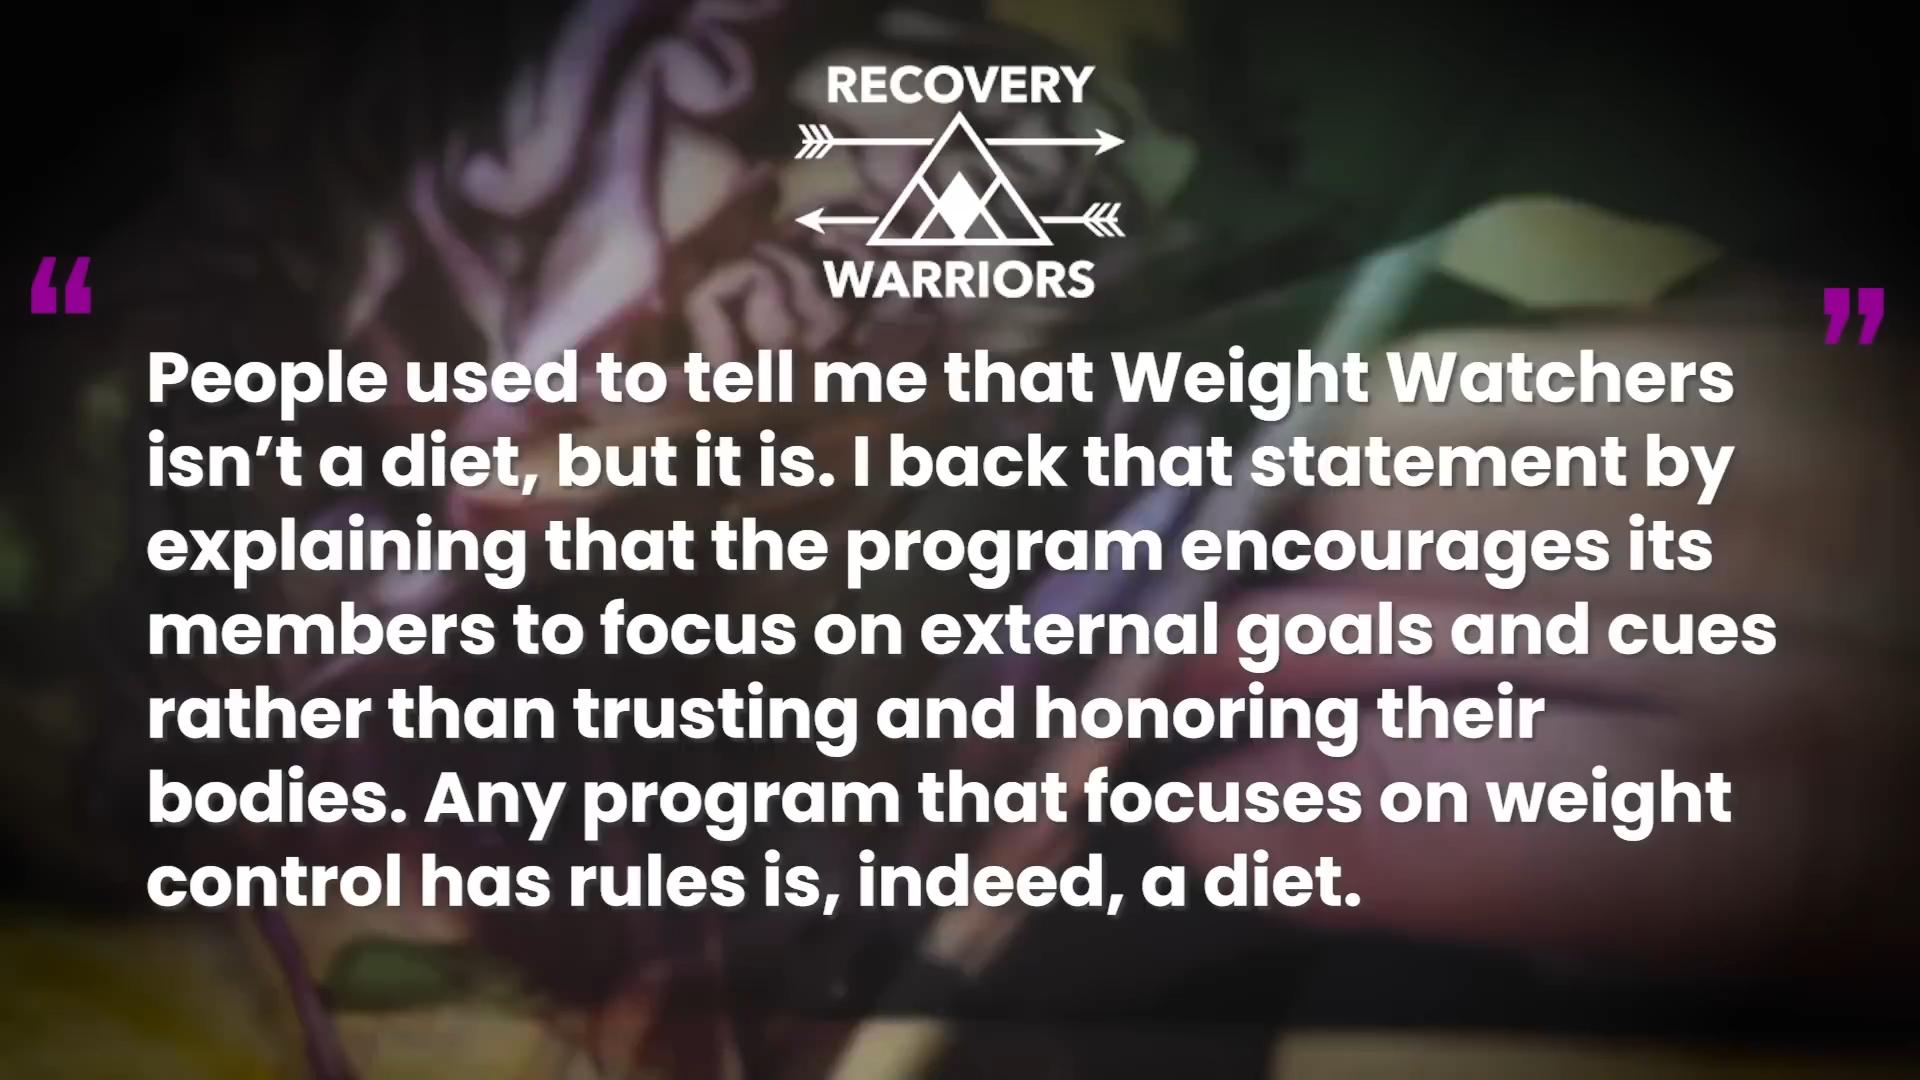 RECOVERY
WARRIORS
“
”
People used to tell me that Weight Watchers
isn’t a diet, but it is. I back that statement by
explaining that the program encourages its
members to focus on external goals and cues
rather than trusting and honoring their
bodies. Any program that focuses on weight
control has rules is, indeed, a diet.